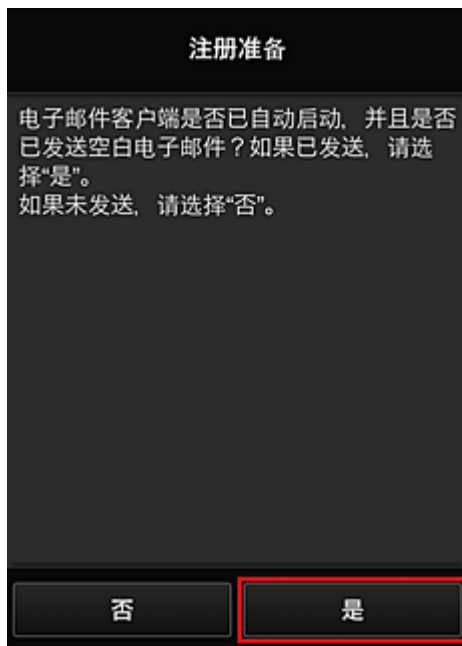 注册准备
电子邮件客户端是否已自动启动，并且是否
已发送空白电子邮件？如果已发送，请选
择“是”。
如果未发送，请选择“否”。
否
是